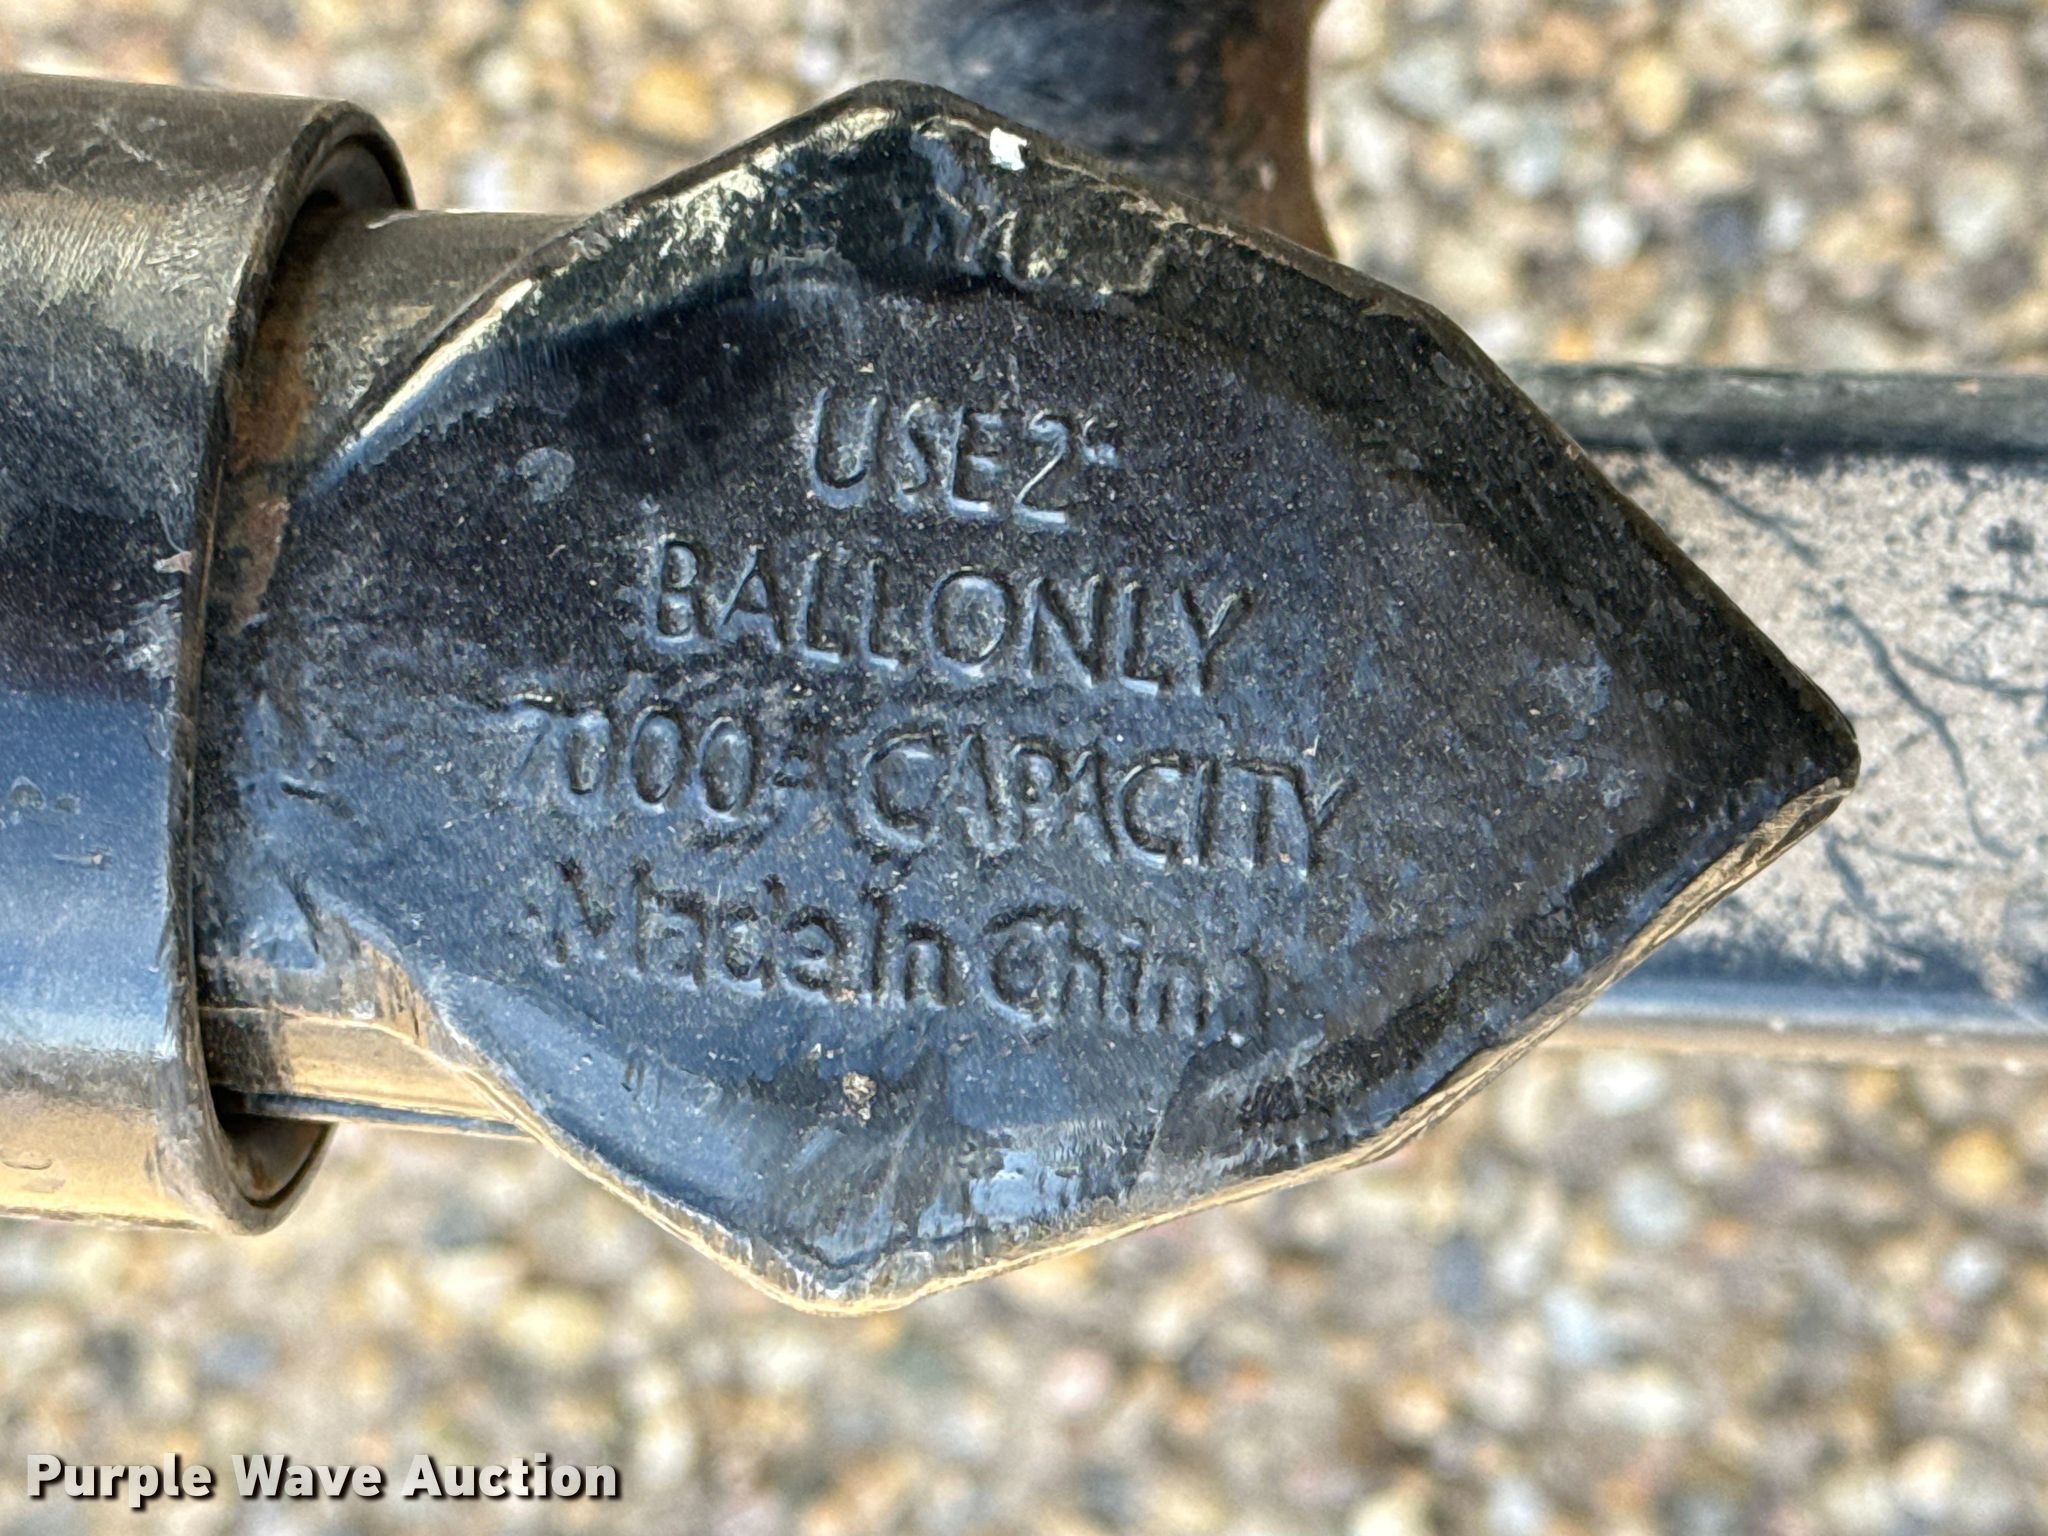 USE 2"
BALL ONLY
7000# CAPACITY
Made In China
Purple Wave Auction